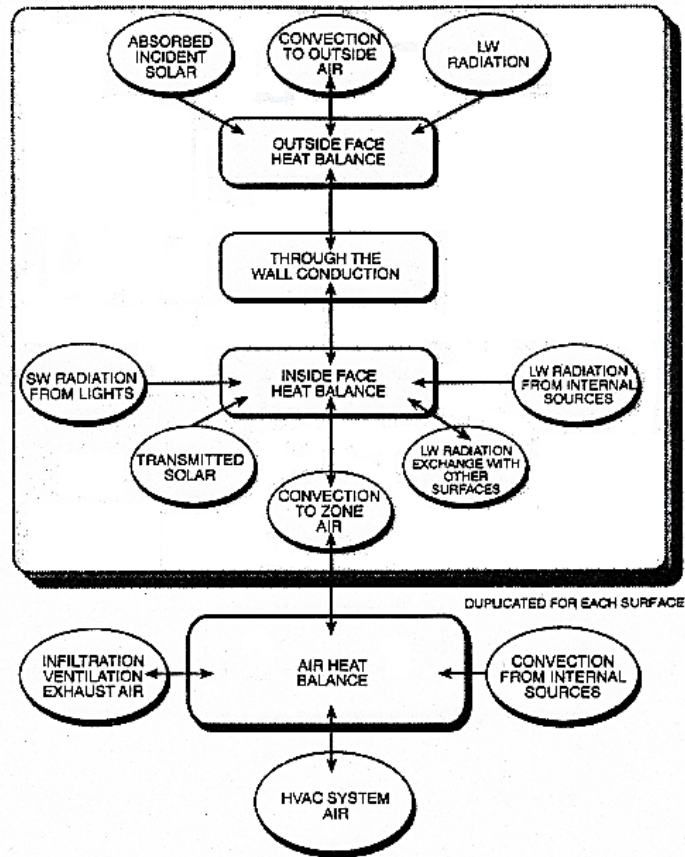 ABSORBED
INCIDENT
SOLAR
CONVECTION
TO OUTSIDE
AIR
LW
RADIATION
OUTSIDE FACE
HEAT BALANCE
THROUGH THE
WALL CONDUCTION
SW RADIATION
FROM LIGHTS
INSIDE FACE
HEAT BALANCE
LW RADIATION
FROM INTERNAL
SOURCES
TRANSMITTED
SOLAR
LW RADIATION
EXCHANGE WITH
OTHER
SURFACES
CONVECTION
TO ZONE
AIR
DUPLICATED FOR EACH SURFACE
INFILTRATION
VENTILATION
EXHAUST AIR
AIR HEAT
BALANCE
CONVECTION
FROM INTERNAL
SOURCES
HVAC SYSTEM
AIR